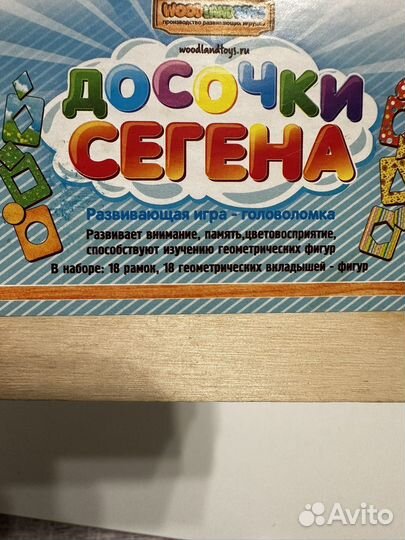 WOODLANDTOYS
производство развивающих игрушек
woodlandtoys.ru
ДОСОЧКИ
СЕГЕНА
Развивающая игра - головоломка
Развивает внимание, память,цветовосприятие,
способствуют изучению геометрических фигур
В наборе: 18 рамок, 18 геометрических вкладышей - фигур
Avito